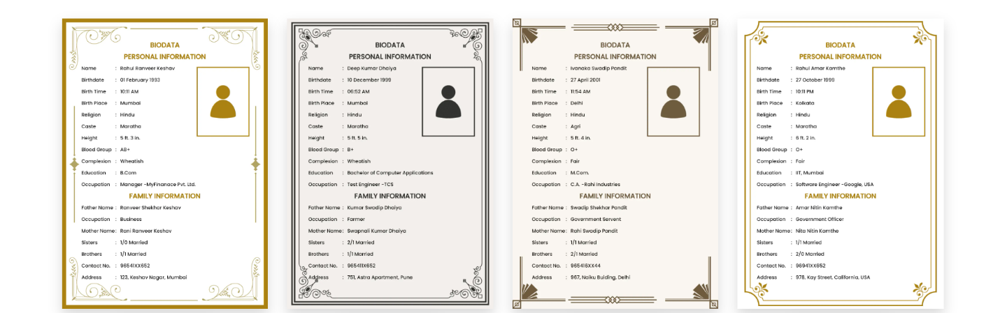 BIODATA
PERSONAL INFORMATION
Name : Rahul Ranveer Keshav
Birthdate : 01 February 1993
Birth Time : 10:11 AM
Birth Place : Mumbai
Religion : Hindu
Caste : Maratha
Height : 5 ft. 3 in.
Blood Group : AB+
Complexion : Wheatish
Education : B.Com
Occupation : Manager -MyFinanace Pvt. Ltd.
FAMILY INFORMATION
Father Name : Ranveer Shekhar Keshav
Occupation : Business
Mother Name : Rani Ranveer Keshav
Sisters : 1/0 Married
Brothers : 1/1 Married
Contact No. : 96541XX652
Address : 123, Keshav Nagar, Mumbai
BIODATA
PERSONAL INFORMATION
Name : Deep Kumar Dhaiya
Birthdate : 10 December 1999
Birth Time : 06:52 AM
Birth Place : Mumbai
Religion : Hindu
Caste : Maratha
Height : 5 ft. 5 in.
Blood Group : B+
Complexion : Wheatish
Education : Bachelor of Computer Applications
Occupation : Test Engineer -TCS
FAMILY INFORMATION
Father Name : Kumar Swadip Dhaiya
Occupation : Farmer
Mother Name : Swapnali Kumar Dhaiya
Sisters : 2/1 Married
Brothers : 1/1 Married
Contact No. : 965411X652
Address : 751, Astra Apartment, Pune
BIODATA
PERSONAL INFORMATION
Name : Ivanaka Swadip Pandit
Birthdate : 27 April 2001
Birth Time : 11:54 AM
Birth Place : Delhi
Religion : Hindu
Caste : Agri
Height : 5 ft. 4 in.
Blood Group : O+
Complexion : Fair
Education : M.Com.
Occupation : C.A. -Rahi Industries
FAMILY INFORMATION
Father Name : Swadip Shekhar Pandit
Occupation : Government Servent
Mother Name : Rahi Swadip Pandit
Sisters : 1/1 Married
Brothers : 2/1 Married
Contact No. : 965416XX44
Address : 967, Naiku Buiding, Delhi
BIODATA
PERSONAL INFORMATION
Name : Rahul Amar Kamthe
Birthdate : 27 October 1999
Birth Time : 10:11 PM
Birth Place : Kolkata
Religion : Hindu
Caste : Maratha
Height : 6 ft. 2 in.
Blood Group : O+
Complexion : Fair
Education : IIT, Mumbai
Occupation : Software Engineer -Google, USA
FAMILY INFORMATION
Father Name : Amar Nitin Kamthe
Occupation : Government Officer
Mother Name : Nita Nitin Kamthe
Sisters : 1/1 Married
Brothers : 2/0 Married
Contact No. : 96941XX652
Address : 978, Kay Street, California, USA